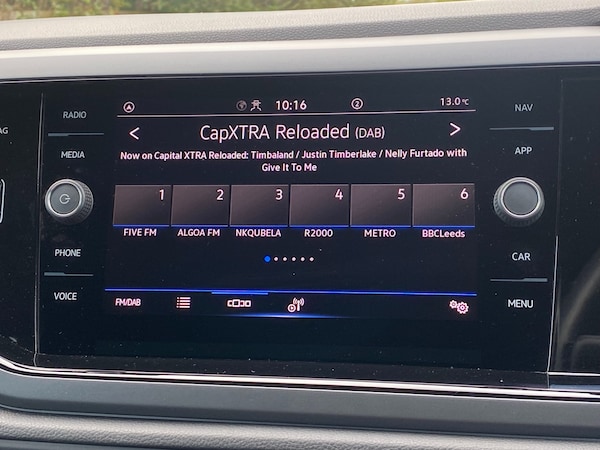 RADIO
MEDIA
PHONE
VOICE
AG
A
10:16
2
13.0 °C
NAV
APP
CAR
MENU
< CapXTRA Reloaded (DAB) >
Now on Capital XTRA Reloaded: Timbaland / Justin Timberlake / Nelly Furtado with
Give It To Me
1 2 3 4 5 6
FIVE FM ALGOA FM NKQUBELA R2000 METRO BBCLeeds
FM/DAB